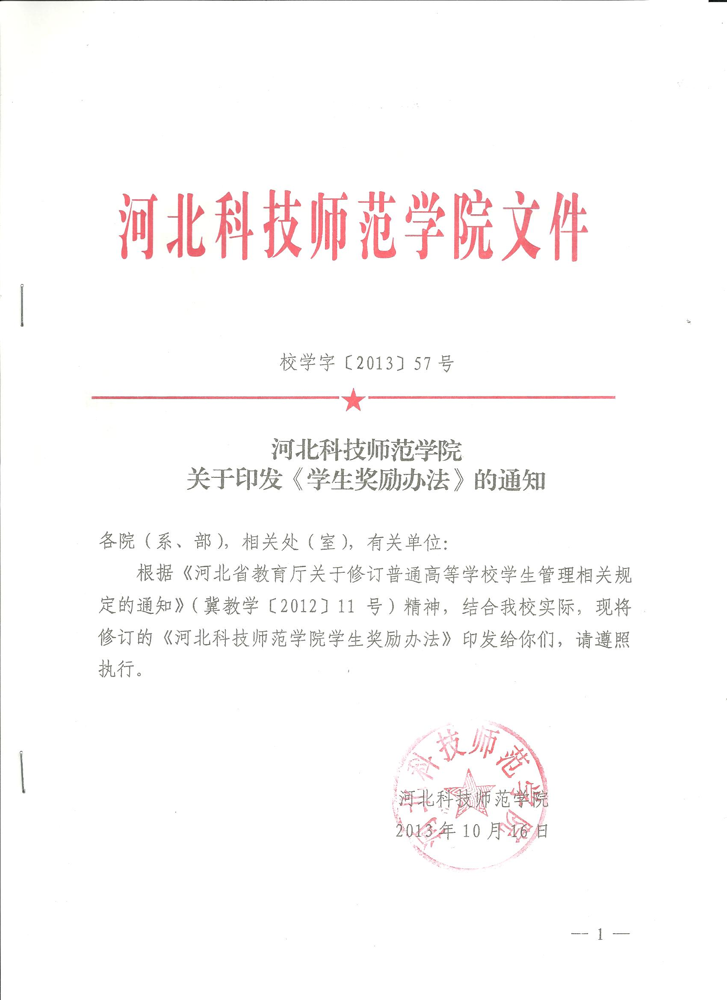 河北科技师范学院文件
校学字〔2013〕57号
河北科技师范学院
关于印发《学生奖励办法》的通知
各院（系、部），相关处（室），有关单位：
根据《河北省教育厅关于修订普通高等学校学生管理相关规
定的通知》（冀教学〔2012〕11 号）精神，结合我校实际，现将
修订的《河北科技师范学院学生奖励办法》印发给你们，请遵照
执行。
河北科技师范学院
河北科技师范学院
2013年10月16日
— 1 —